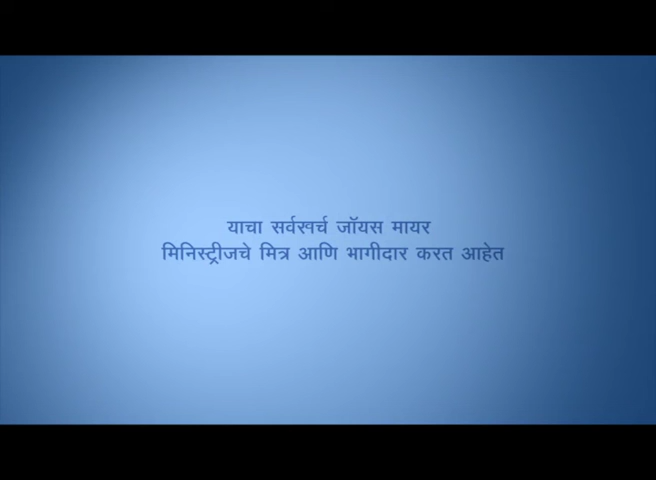 याचा सर्वखर्च जॉयस मायर
मिनिस्ट्रीजचे मित्र आणि भागीदार करत आहेत